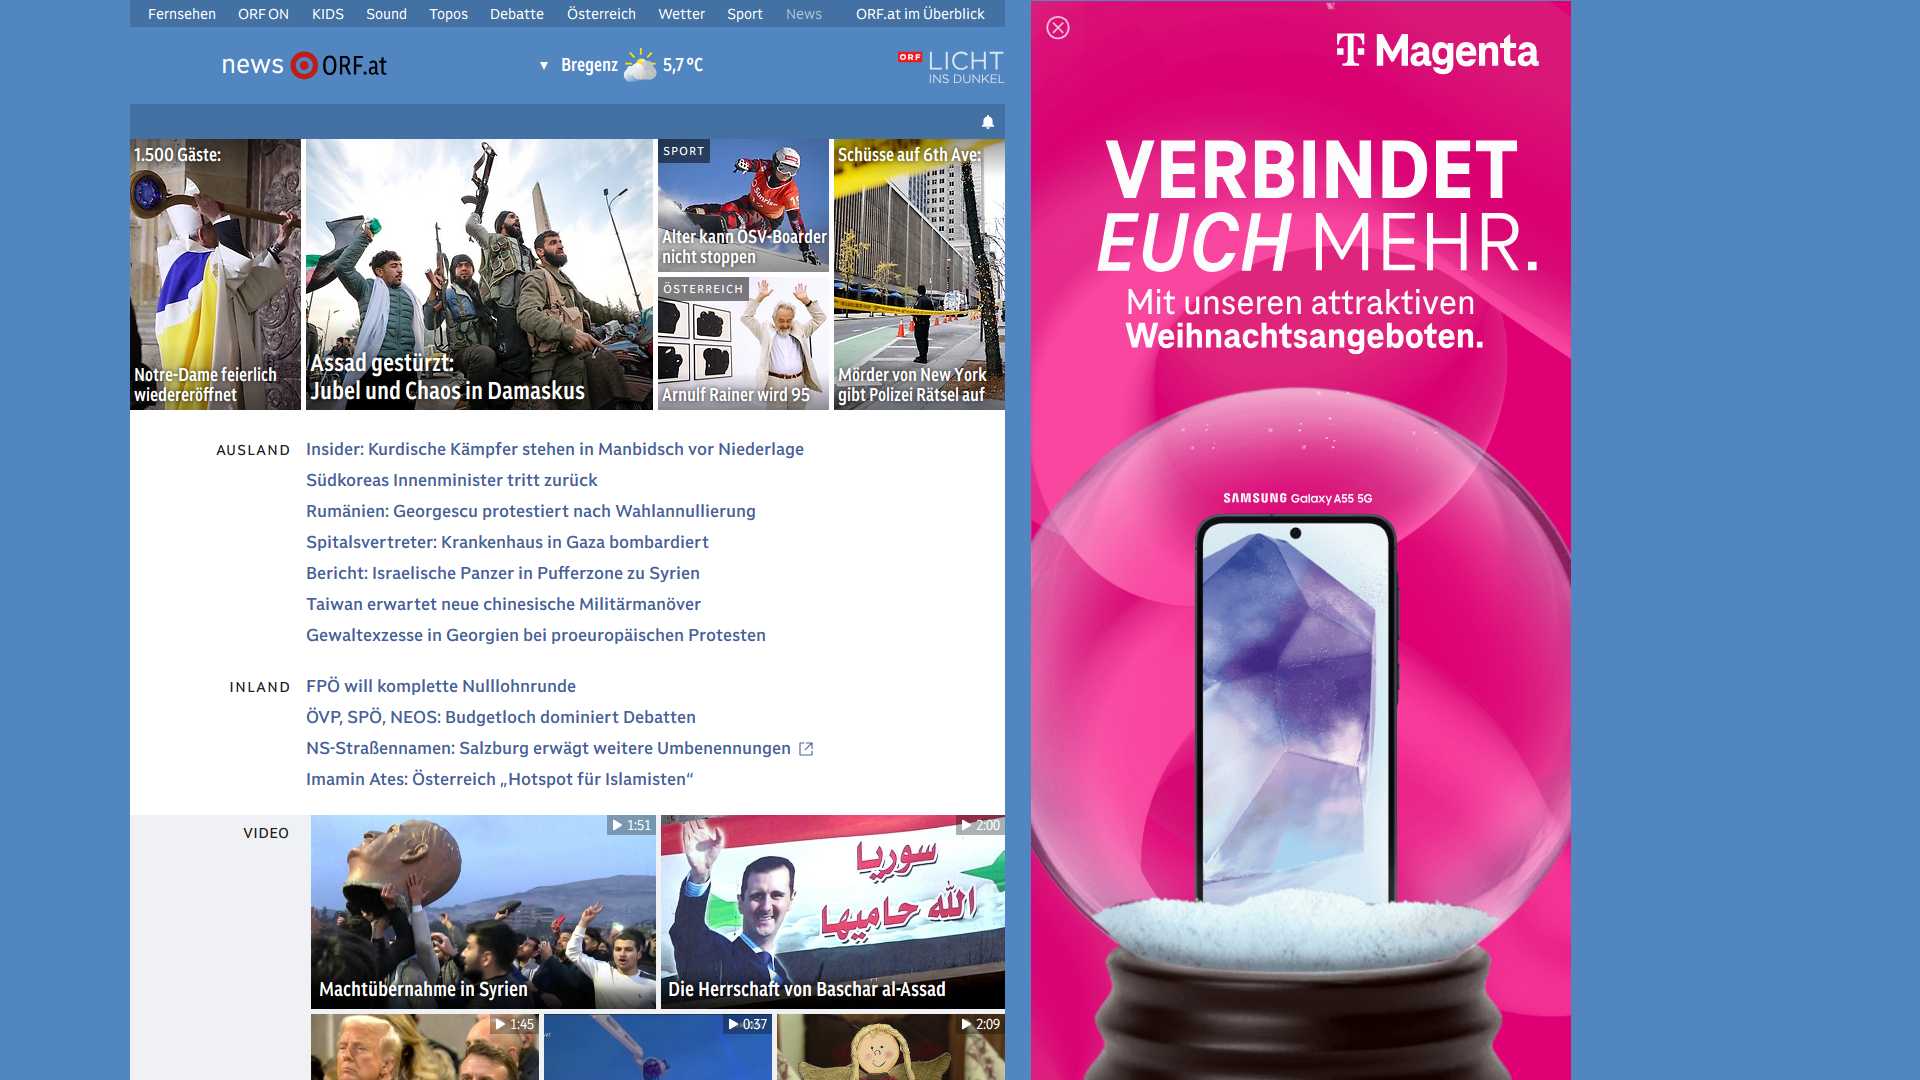 Fernsehen ORF ON KIDS Sound Topos Debatte Österreich Wetter Sport News ORF.at im Überblick
news ORF.at
▼ Bregenz 5,7 °C
ORF LICHT
INS DUNKEL
1.500 Gäste:
Notre-Dame feierlich
wiedereröffnet
Assad gestürzt:
Jubel und Chaos in Damaskus
SPORT
Alter kann ÖSV-Boarder
nicht stoppen
ÖSTERREICH
Arnulf Rainer wird 95
Schüsse auf 6th Ave:
Mörder von New York
gibt Polizei Rätsel auf
AUSLAND
Insider: Kurdische Kämpfer stehen in Manbidsch vor Niederlage
Südkoreas Innenminister tritt zurück
Rumänien: Georgescu protestiert nach Wahlannullierung
Spitalsvertreter: Krankenhaus in Gaza bombardiert
Bericht: Israelische Panzer in Pufferzone zu Syrien
Taiwan erwartet neue chinesische Militärmanöver
Gewaltexzesse in Georgien bei proeuropäischen Protesten
INLAND
FPÖ will komplette Nulllohnrunde
ÖVP, SPÖ, NEOS: Budgetloch dominiert Debatten
NS-Straßennamen: Salzburg erwägt weitere Umbenennungen
Imamin Ates: Österreich „Hotspot für Islamisten“
VIDEO
1:51
Machtübernahme in Syrien
2:00
سوريا
الله حاميها
Die Herrschaft von Baschar al-Assad
1:45
0:37
2:09
T Magenta
VERBINDET
EUCH MEHR.
Mit unseren attraktiven
Weihnachtsangeboten.
SAMSUNG Galaxy A55 5G